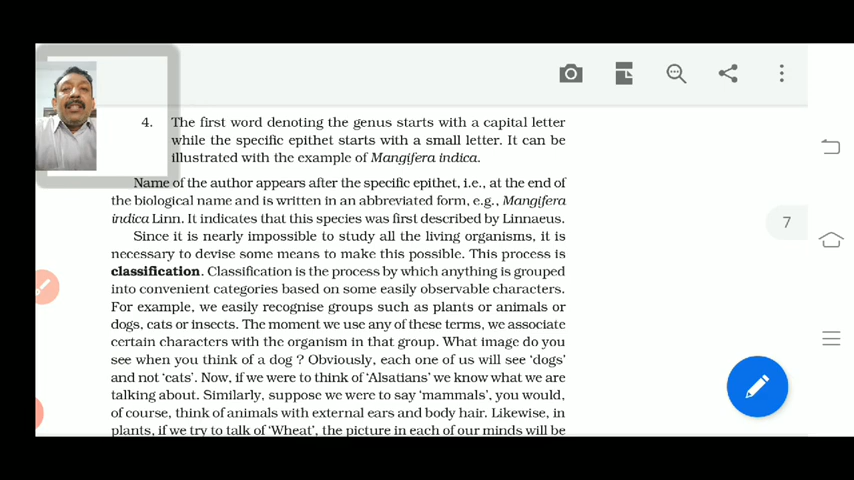 4. The first word denoting the genus starts with a capital letter
while the specific epithet starts with a small letter. It can be
illustrated with the example of Mangifera indica.
Name of the author appears after the specific epithet, i.e., at the end of
the biological name and is written in an abbreviated form, e.g., Mangifera
indica Linn. It indicates that this species was first described by Linnaeus.
Since it is nearly impossible to study all the living organisms, it is
necessary to devise some means to make this possible. This process is
classification. Classification is the process by which anything is grouped
into convenient categories based on some easily observable characters.
For example, we easily recognise groups such as plants or animals or
dogs, cats or insects. The moment we use any of these terms, we associate
certain characters with the organism in that group. What image do you
see when you think of a dog ? Obviously, each one of us will see ‘dogs’
and not ‘cats’. Now, if we were to think of ‘Alsatians’ we know what we are
talking about. Similarly, suppose we were to say ‘mammals’, you would,
of course, think of animals with external ears and body hair. Likewise, in
plants, if we try to talk of ‘Wheat’, the picture in each of our minds will be
7